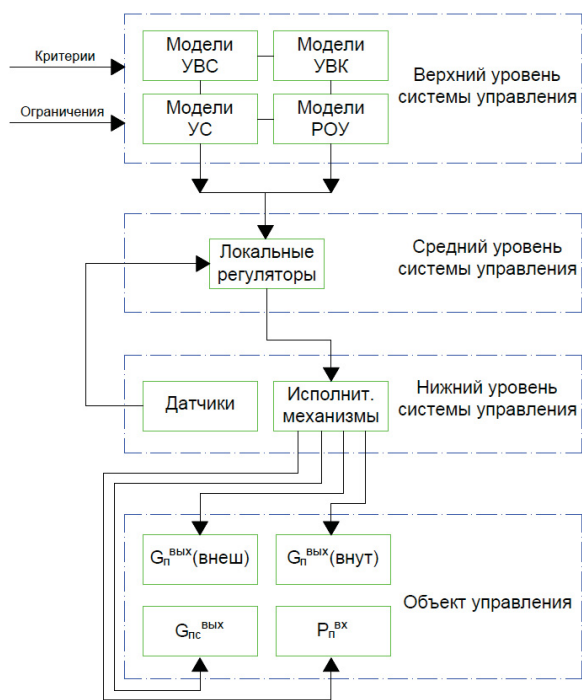 Критерии
Ограничения
Модели
УВС
Модели
УВК
Модели
УС
Модели
РОУ
Верхний уровень
системы управления
Локальные
регуляторы
Средний уровень
системы управления
Датчики
Исполнит.
механизмы
Нижний уровень
системы управления
Gпвых(внеш)
Gпвых(внут)
Gпсвых
Pпвх
Объект управления